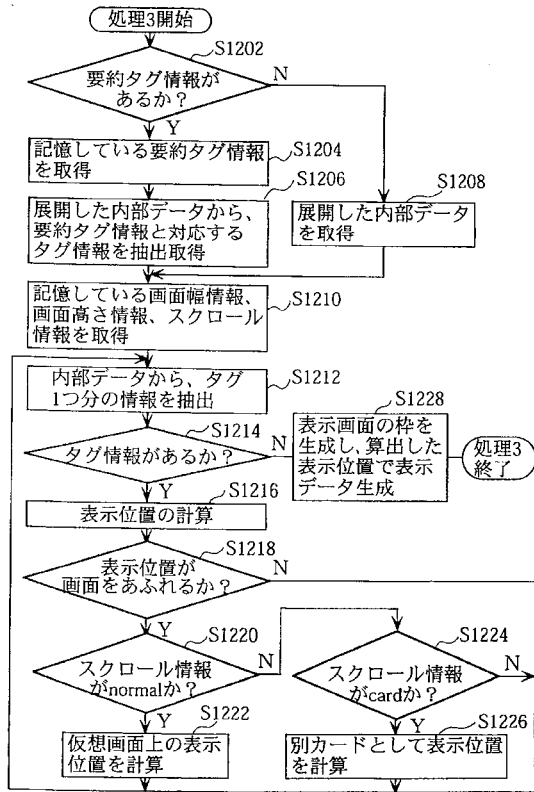 処理3開始
S1202
要約タグ情報が
あるか?
N
Y
S1204
記憶している要約タグ情報
を取得
S1206
展開した内部データから、
要約タグ情報と対応する
タグ情報を抽出取得
S1208
展開した内部データ
を取得
S1210
記憶している画面幅情報、
画面高さ情報、スクロール
情報を取得
S1212
内部データから、タグ
1つ分の情報を抽出
S1214
タグ情報があるか?
N
Y
S1228
表示画面の枠を
生成し、算出した
表示位置で表示
データ生成
処理3
終了
S1216
表示位置の計算
S1218
表示位置が
画面をあふれるか?
N
Y
S1220
スクロール情報
がnormalか?
N
Y
S1222
仮想画面上の表示
位置を計算
S1224
スクロール情報
がcardか?
N
Y
S1226
別カードとして表示位置
を計算